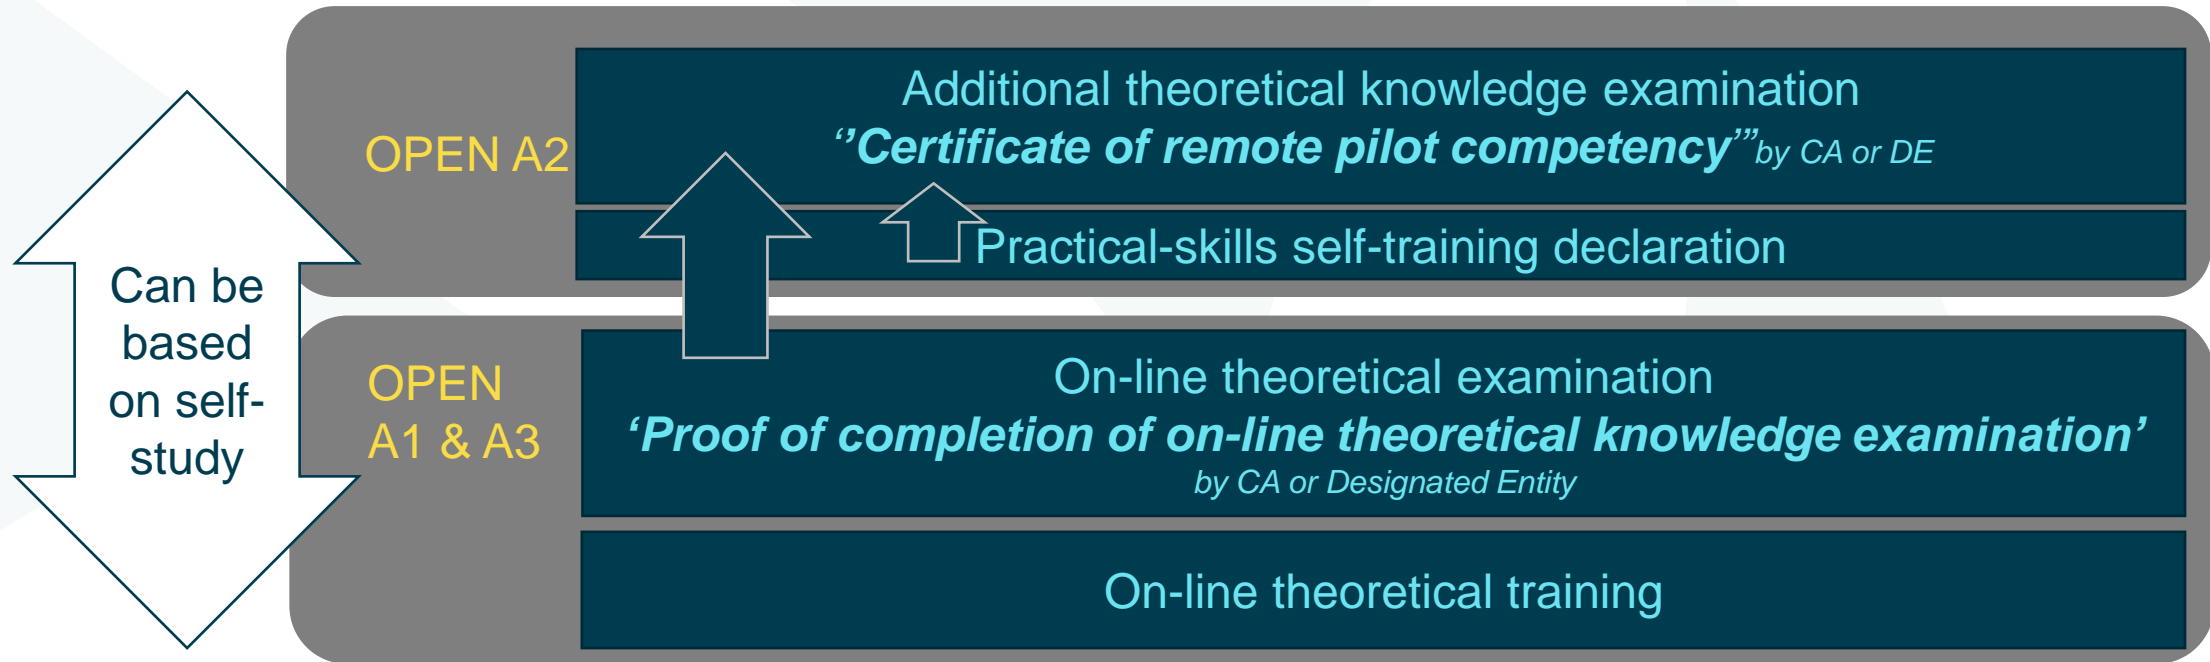 Additional theoretical knowledge examination
OPEN A2
‘’Certificate of remote pilot competency’”by CA or DE
Practical-skills self-training declaration
Can be
based
on self-
study
OPEN
A1 & A3
On-line theoretical examination
‘Proof of completion of on-line theoretical knowledge examination’
by CA or Designated Entity
On-line theoretical training